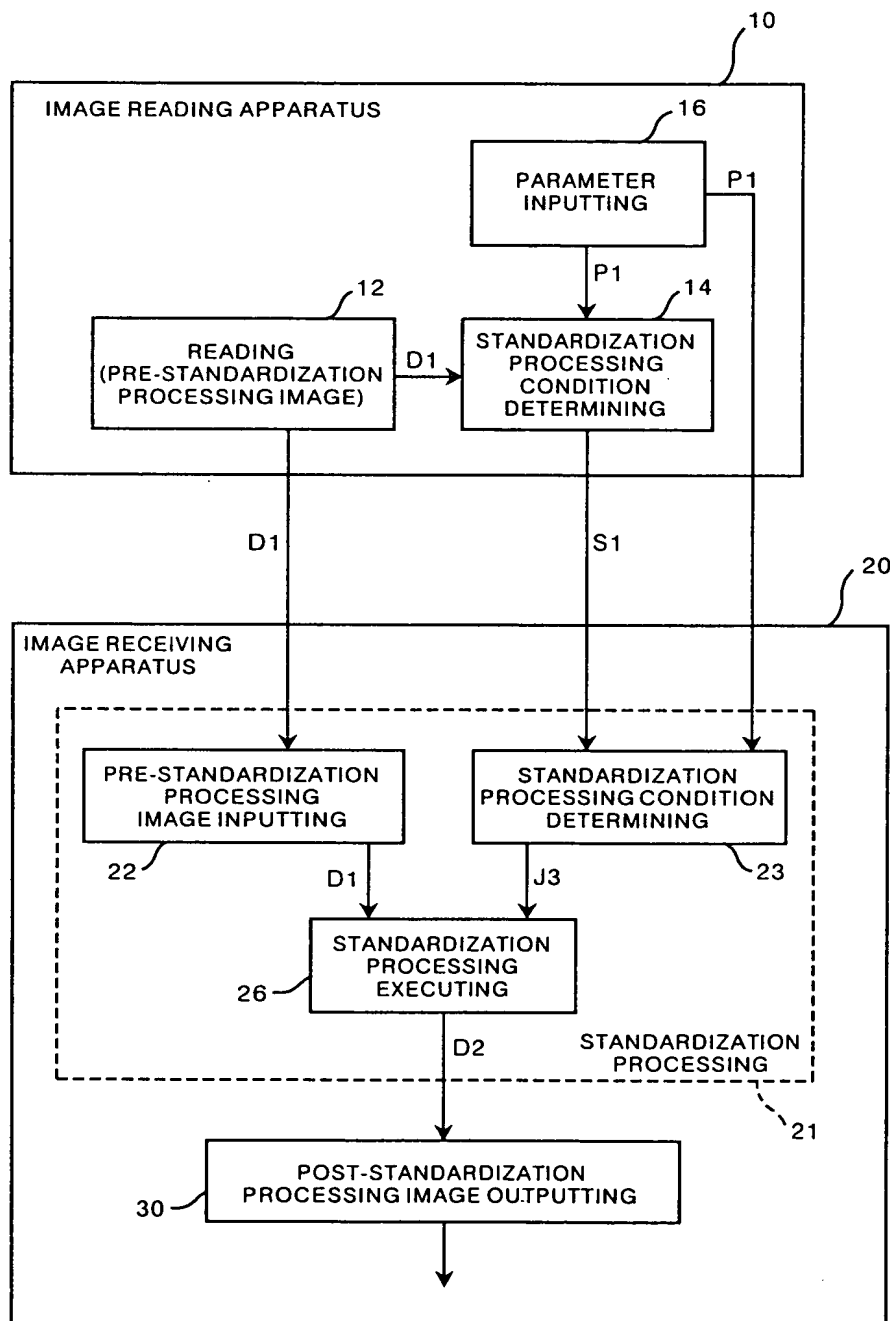 10
IMAGE READING APPARATUS
16
PARAMETER
INPUTTING
P1
P1
12
14
READING
(PRE-STANDARDIZATION
PROCESSING IMAGE)
D1
STANDARDIZATION
PROCESSING
CONDITION
DETERMINING
D1
S1
20
IMAGE RECEIVING
APPARATUS
PRE-STANDARDIZATION
PROCESSING
IMAGE INPUTTING
STANDARDIZATION
PROCESSING CONDITION
DETERMINING
22
D1
J3
23
STANDARDIZATION
PROCESSING
EXECUTING
26
D2
STANDARDIZATION
PROCESSING
21
POST-STANDARDIZATION
PROCESSING IMAGE OUTPUTTING
30